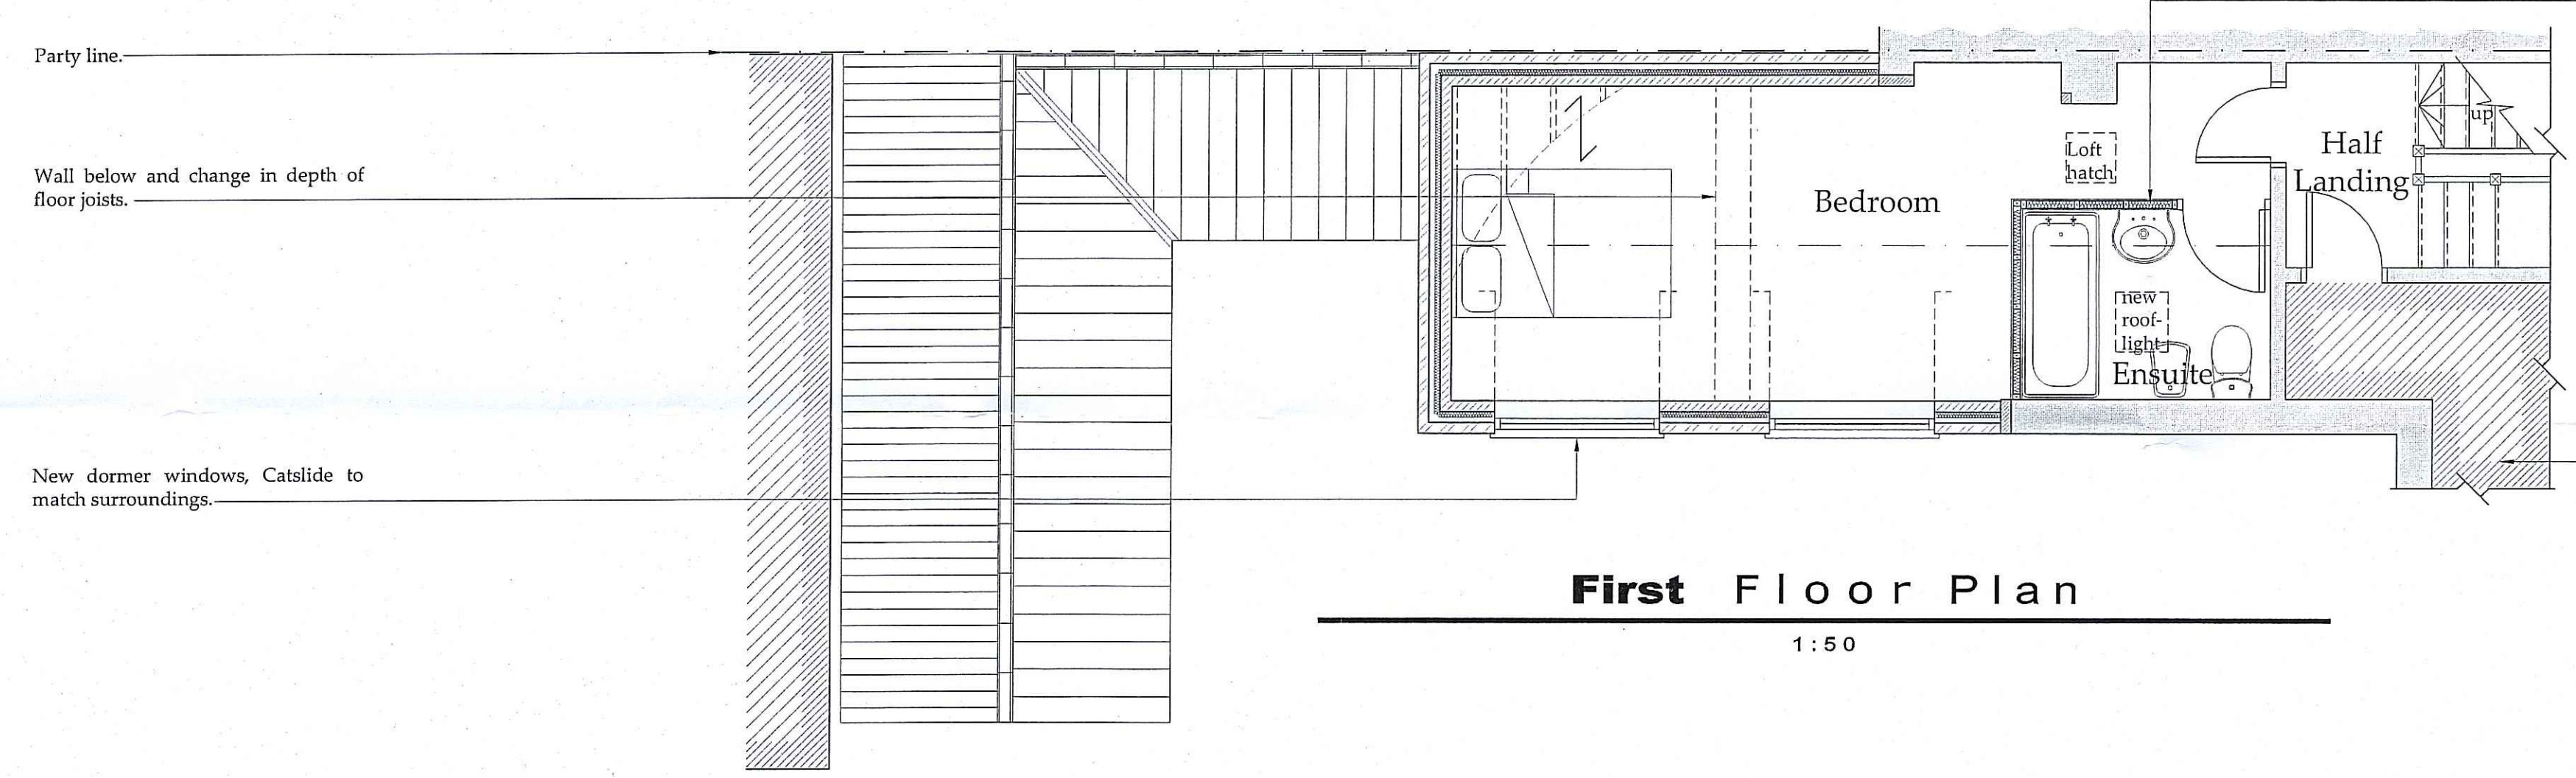 Party line.
Wall below and change in depth of
floor joists.
New dormer windows, Catslide to
match surroundings.
Bedroom
Loft
hatch
Half
Landing
up
new
roof-
light
Ensuite
First Floor Plan
1:50